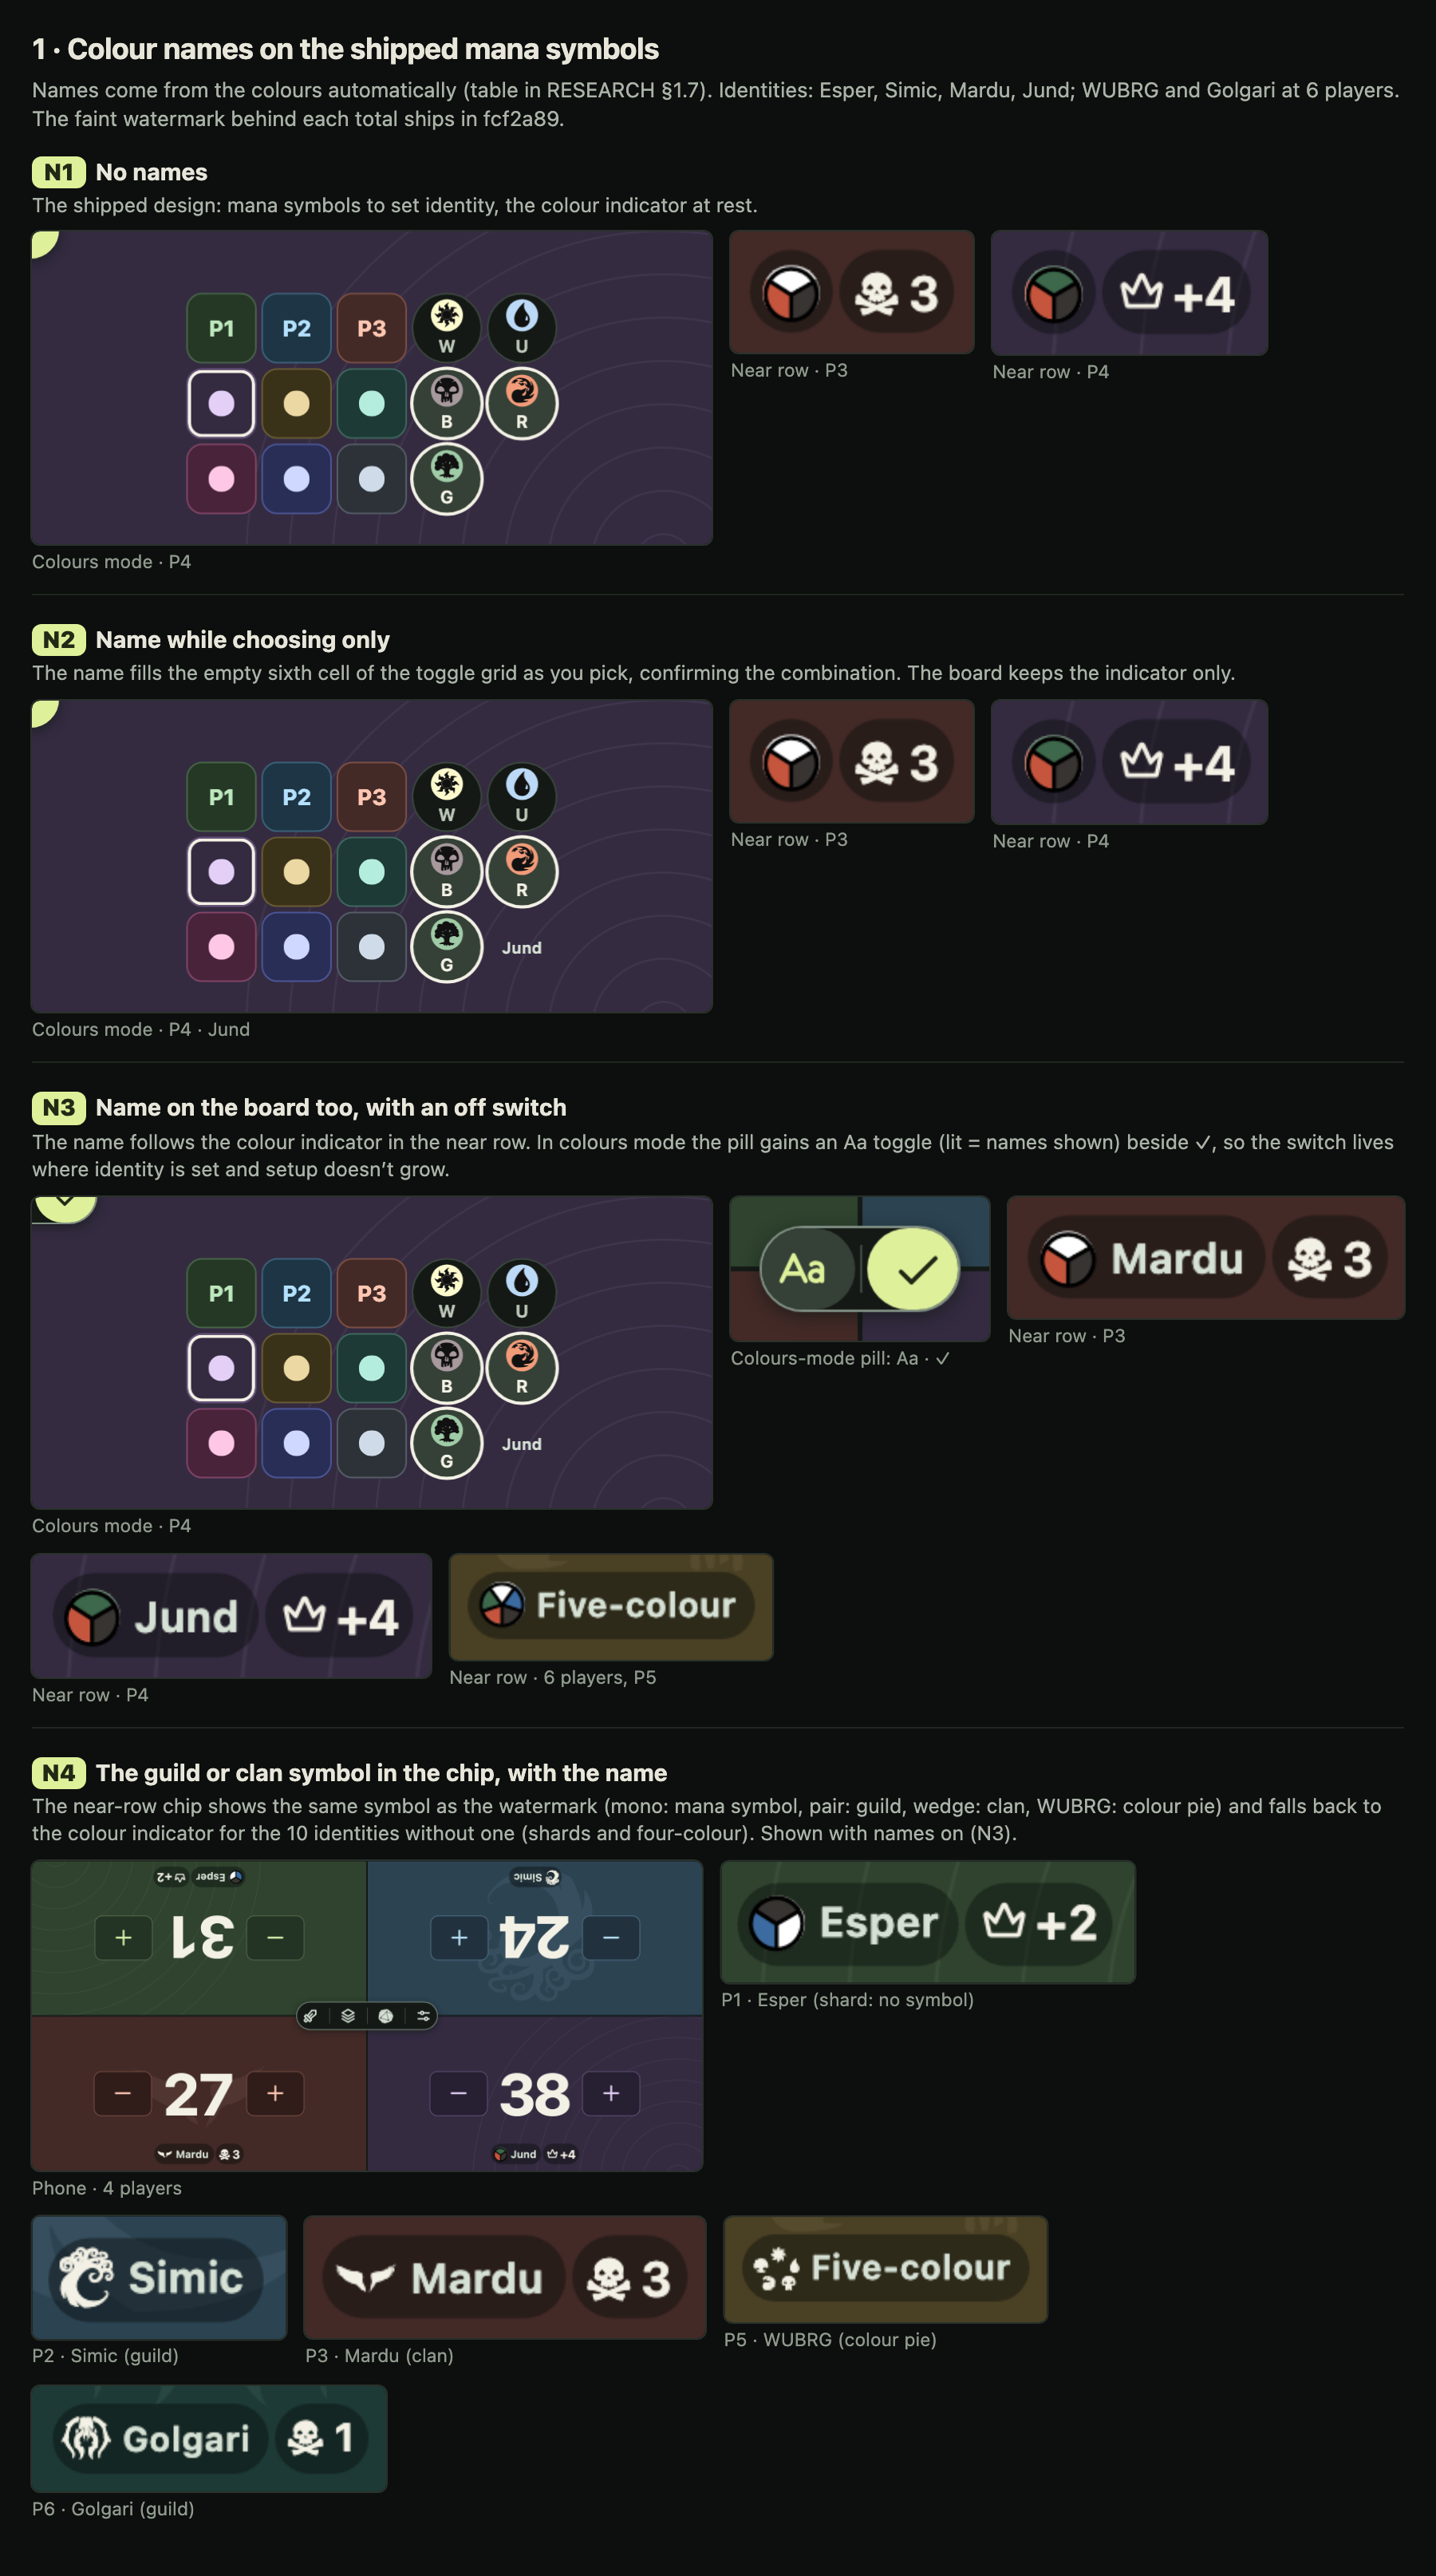 1 · Colour names on the shipped mana symbols
Names come from the colours automatically (table in RESEARCH §1.7). Identities: Esper, Simic, Mardu, Jund; WUBRG and Golgari at 6 players.
The faint watermark behind each total ships in fcf2a89.
N1 No names
The shipped design: mana symbols to set identity, the colour indicator at rest.
P1 P2 P3 W U
B R
G
3
+4
Near row · P3
Near row · P4
Colours mode · P4
N2 Name while choosing only
The name fills the empty sixth cell of the toggle grid as you pick, confirming the combination. The board keeps the indicator only.
P1 P2 P3 W U
B R
G Jund
3
+4
Near row · P3
Near row · P4
Colours mode · P4 · Jund
N3 Name on the board too, with an off switch
The name follows the colour indicator in the near row. In colours mode the pill gains an Aa toggle (lit = names shown) beside ✓, so the switch lives
where identity is set and setup doesn’t grow.
P1 P2 P3 W U
B R
G Jund
Aa
Mardu 3
Colours-mode pill: Aa · ✓
Near row · P3
Colours mode · P4
Jund +4
Five-colour
Near row · P4
Near row · 6 players, P5
N4 The guild or clan symbol in the chip, with the name
The near-row chip shows the same symbol as the watermark (mono: mana symbol, pair: guild, wedge: clan, WUBRG: colour pie) and falls back to
the colour indicator for the 10 identities without one (shards and four-colour). Shown with names on (N3).
Esper +2
Simic
+ 31 −
+ 24 −
− 27 +
− 38 +
Mardu 3
Jund +4
Esper +2
P1 · Esper (shard: no symbol)
Phone · 4 players
Simic
Mardu 3
Five-colour
P2 · Simic (guild)
P3 · Mardu (clan)
P5 · WUBRG (colour pie)
Golgari 1
P6 · Golgari (guild)